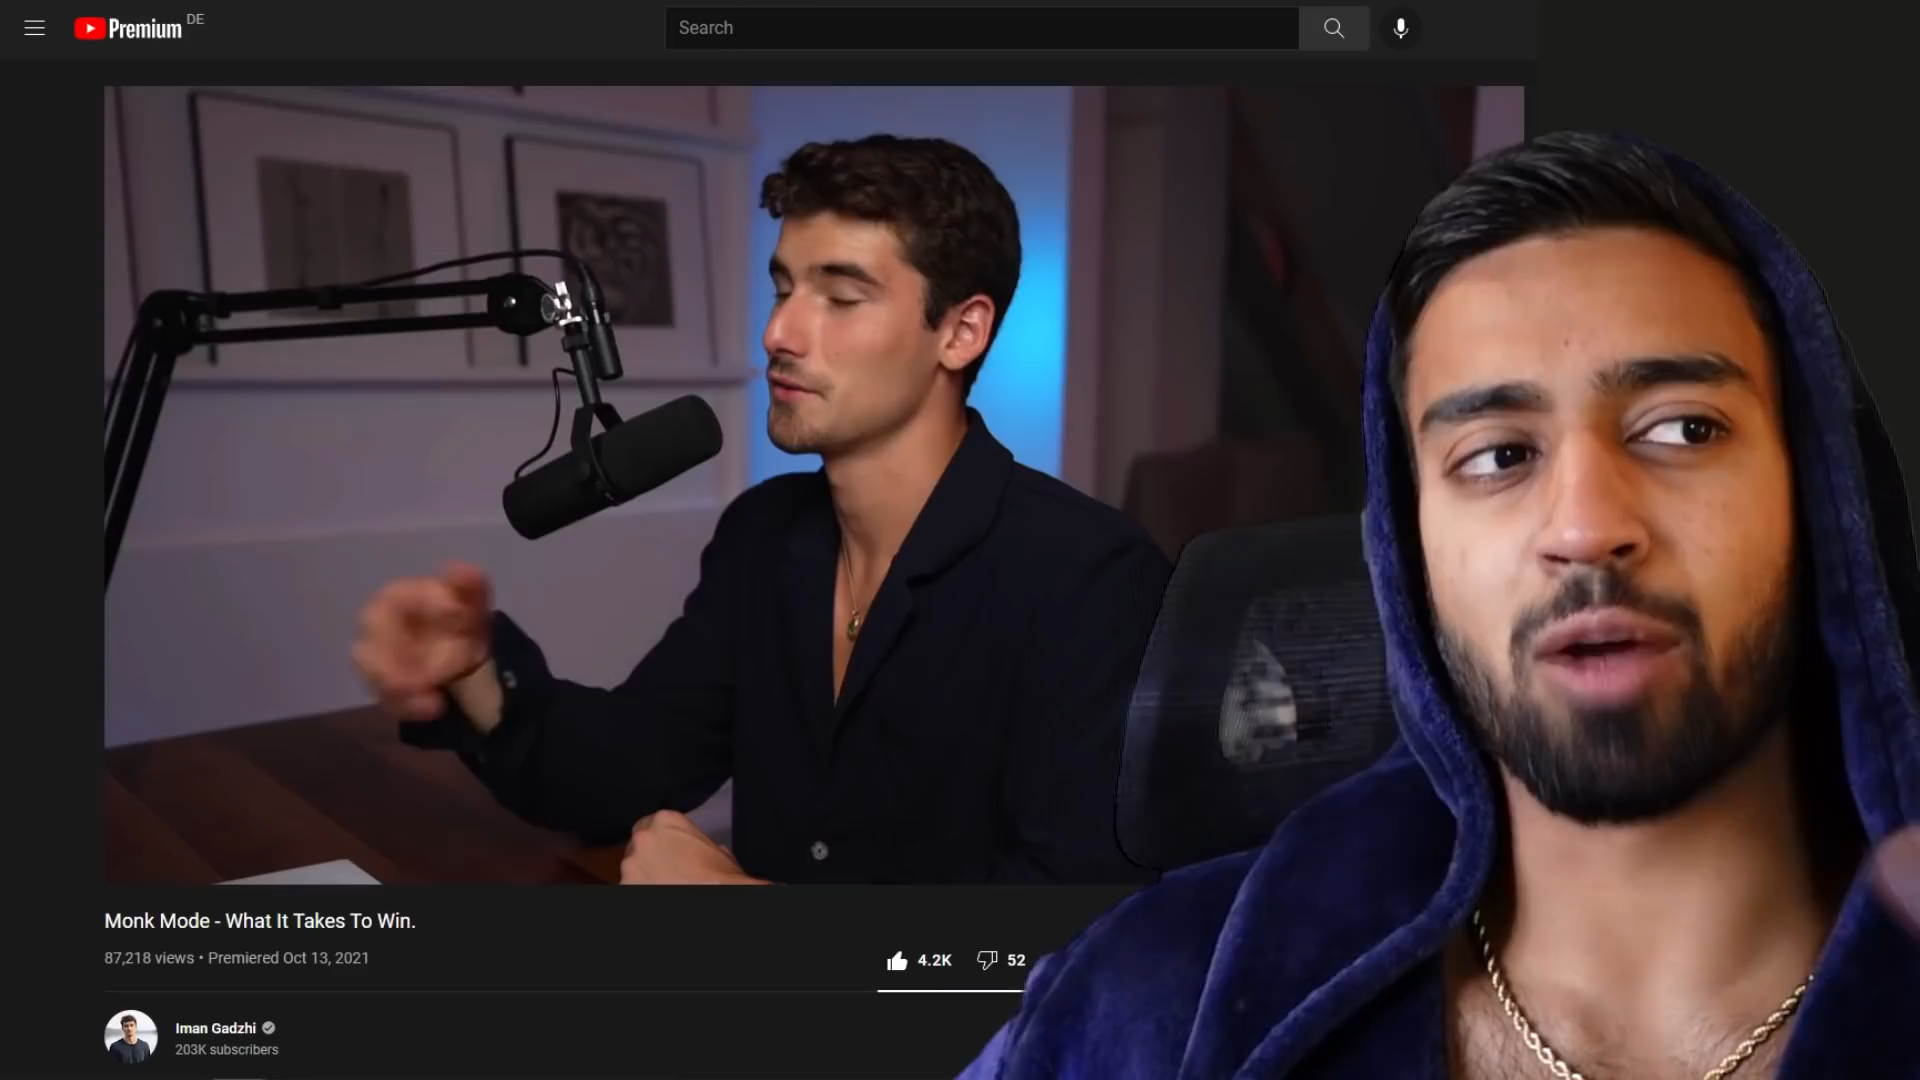 Premium DE
Search
Monk Mode - What It Takes To Win.
87,218 views • Premiered Oct 13, 2021
4.2K
52
Iman Gadzhi
203K subscribers